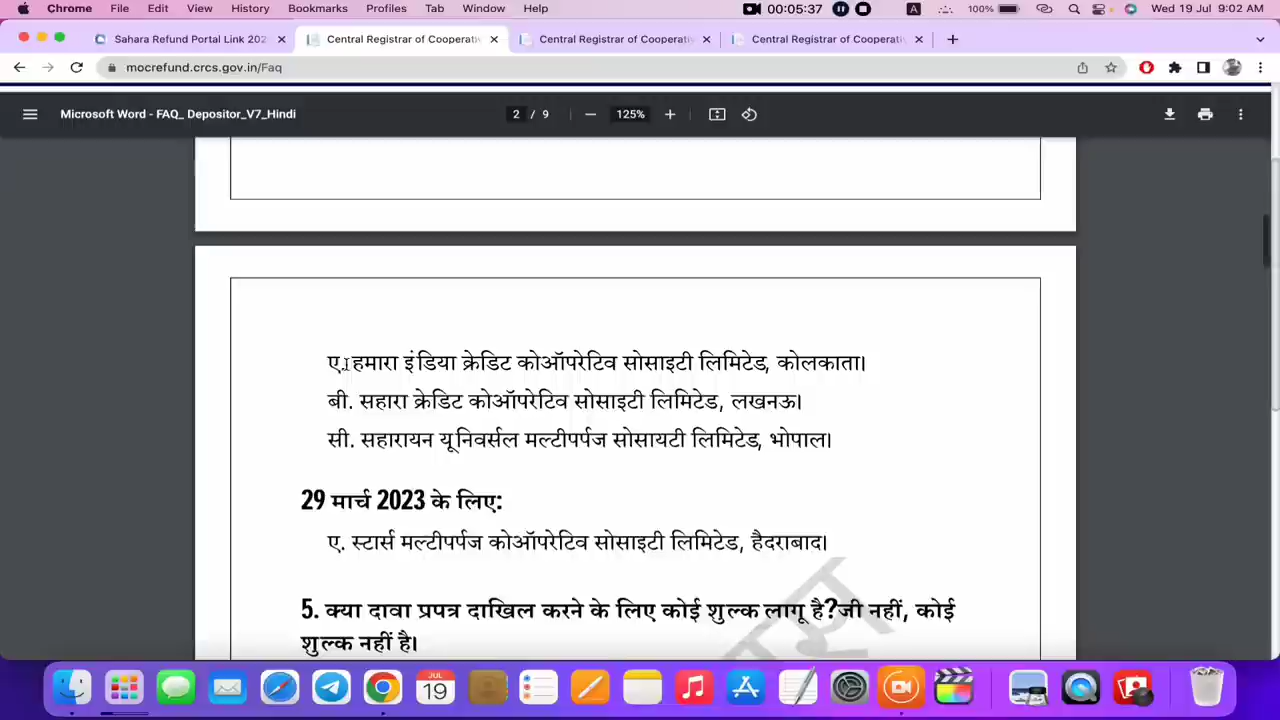 Chrome File Edit View History Bookmarks Profiles Tab Window Help 00:05:37 A 100% Wed 19 Jul 9:02 AM
Sahara Refund Portal Link 202 Central Registrar of Cooperati Central Registrar of Cooperati Central Registrar of Cooperati
mocrefund.crcs.gov.in/Faq
Microsoft Word - FAQ_ Depositor_V7_Hindi 2 / 9 125%
ए. हमारा इंडिया क्रेडिट कोऑपरेटिव सोसाइटी लिमिटेड, कोलकाता।
बी. सहारा क्रेडिट कोऑपरेटिव सोसाइटी लिमिटेड, लखनऊ।
सी. सहारायन यूनिवर्सल मल्टीपर्पज सोसायटी लिमिटेड, भोपाल।
29 मार्च 2023 के लिए:
ए. स्टार्स मल्टीपर्पज कोऑपरेटिव सोसाइटी लिमिटेड, हैदराबाद।
5. क्या दावा प्रपत्र दाखिल करने के लिए कोई शुल्क लागू है?जी नहीं, कोई
शुल्क नहीं है।
JUL
19